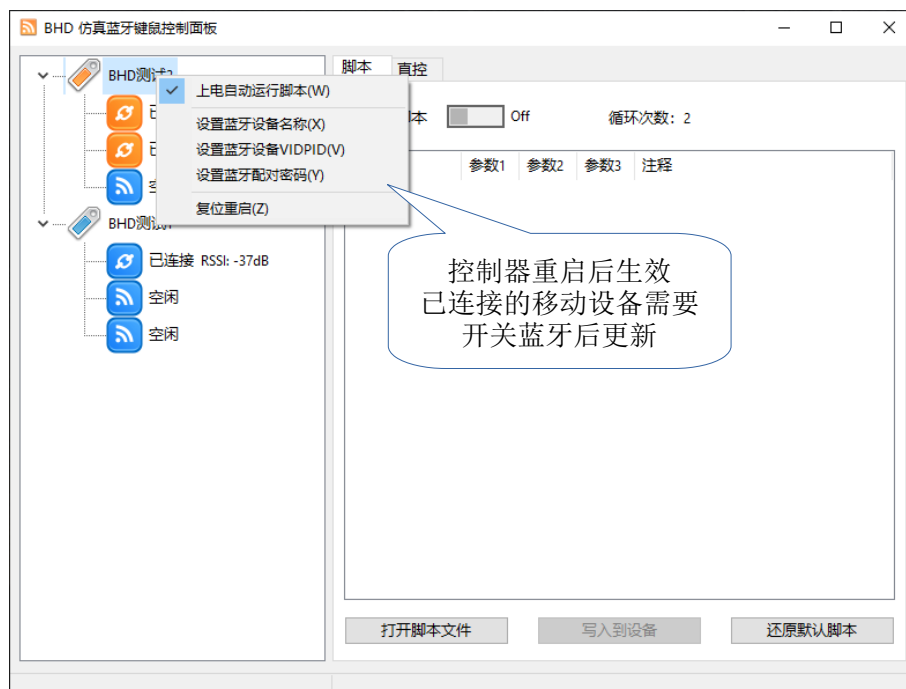 BHD 仿真蓝牙键鼠控制面板
BHD测试2
脚本
直控
上电自动运行脚本(W)
设置蓝牙设备名称(X)
设置蓝牙设备VIDPID(V)
设置蓝牙配对密码(Y)
复位重启(Z)
本
Off
循环次数: 2
参数1
参数2
参数3
注释
BHD测试
已连接 RSSI: -37dB
空闲
空闲
控制器重启后生效
已连接的移动设备需要
开关蓝牙后更新
打开脚本文件
写入到设备
还原默认脚本